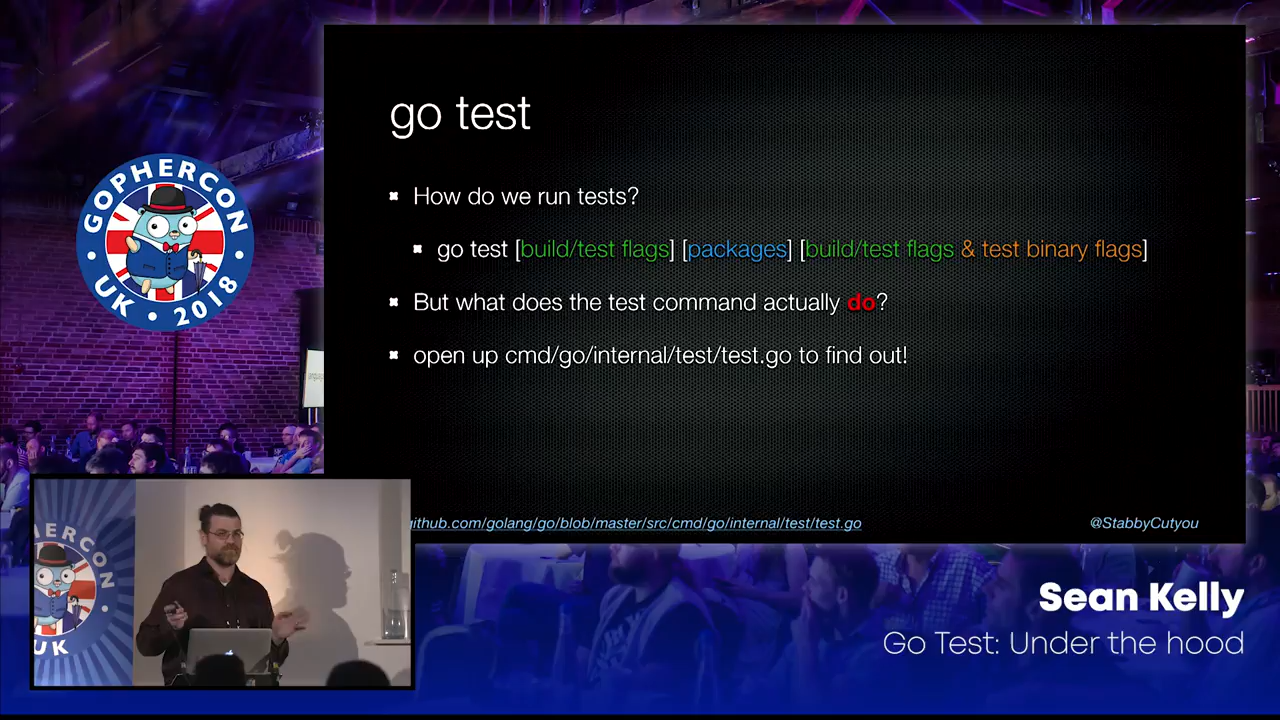 go test
How do we run tests?
go test [build/test flags] [packages] [build/test flags & test binary flags]
But what does the test command actually do?
open up cmd/go/internal/test/test.go to find out!
github.com/golang/go/blob/master/src/cmd/go/internal/test/test.go
@StabbyCutyou
GOPHERCON
UK • 2018
Sean Kelly
Go Test: Under the hood